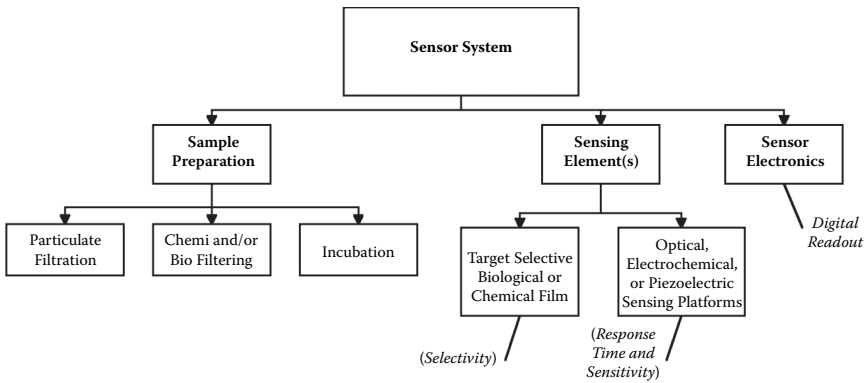 Sensor System
Sample
Preparation
Sensing
Element(s)
Sensor
Electronics
Particulate
Filtration
Chemi and/or
Bio Filtering
Incubation
Target Selective
Biological or
Chemical Film
Optical,
Electrochemical,
or Piezoelectric
Sensing Platforms
Digital
Readout
(Selectivity)
(Response
Time and
Sensitivity)